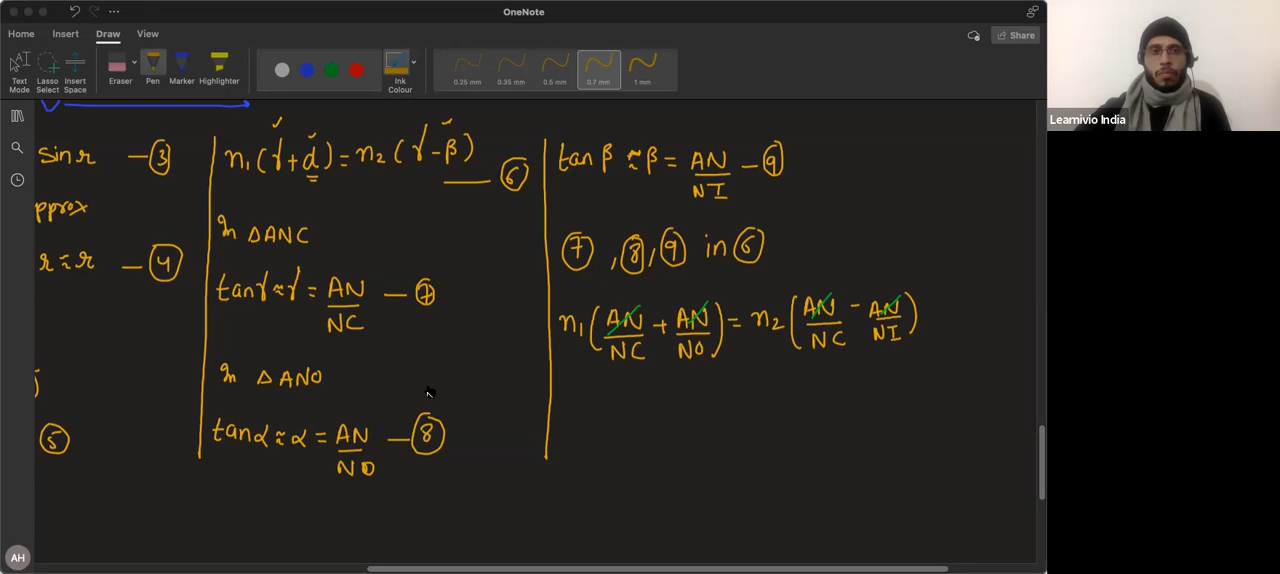 OneNote
Home Insert Draw View
Share
Text Mode
Lasso Select
Insert Space
Eraser
Pen
Marker
Highlighter
Ink Colour
0.25 mm
0.35 mm
0.5 mm
0.7 mm
1 mm
Learnivio India
sin r — ③
pprox
r ≈ r — ④
⑤
n₁(γ+α) = n₂(γ-β)
— ⑥
In △ANC
tanγ ≈ γ = AN/NC — ⑦
In △ANO
tanα ≈ α = AN/NO — ⑧
tanβ ≈ β = AN/NI — ⑨
⑦, ⑧, ⑨ in ⑥
n₁(AN/NC + AN/NO) = n₂(AN/NC - AN/NI)
AH